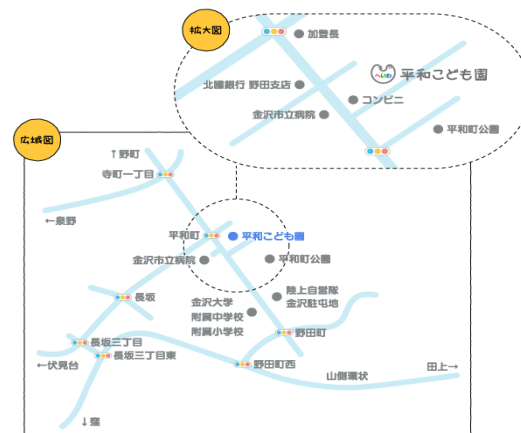 拡大図
加登長
へいわ
平和こども園
北國銀行 野田支店
コンビニ
金沢市立病院
平和町公園
広域図
↑野町
寺町一丁目
←泉野
平和町
平和こども園
金沢市立病院
平和町公園
長坂
陸上自営隊
金沢駐屯地
金沢大学
附属中学校
附属小学校
野田町
長坂三丁目
長坂三丁目東
←伏見台
野田町西
山側環状
田上→
↓窪